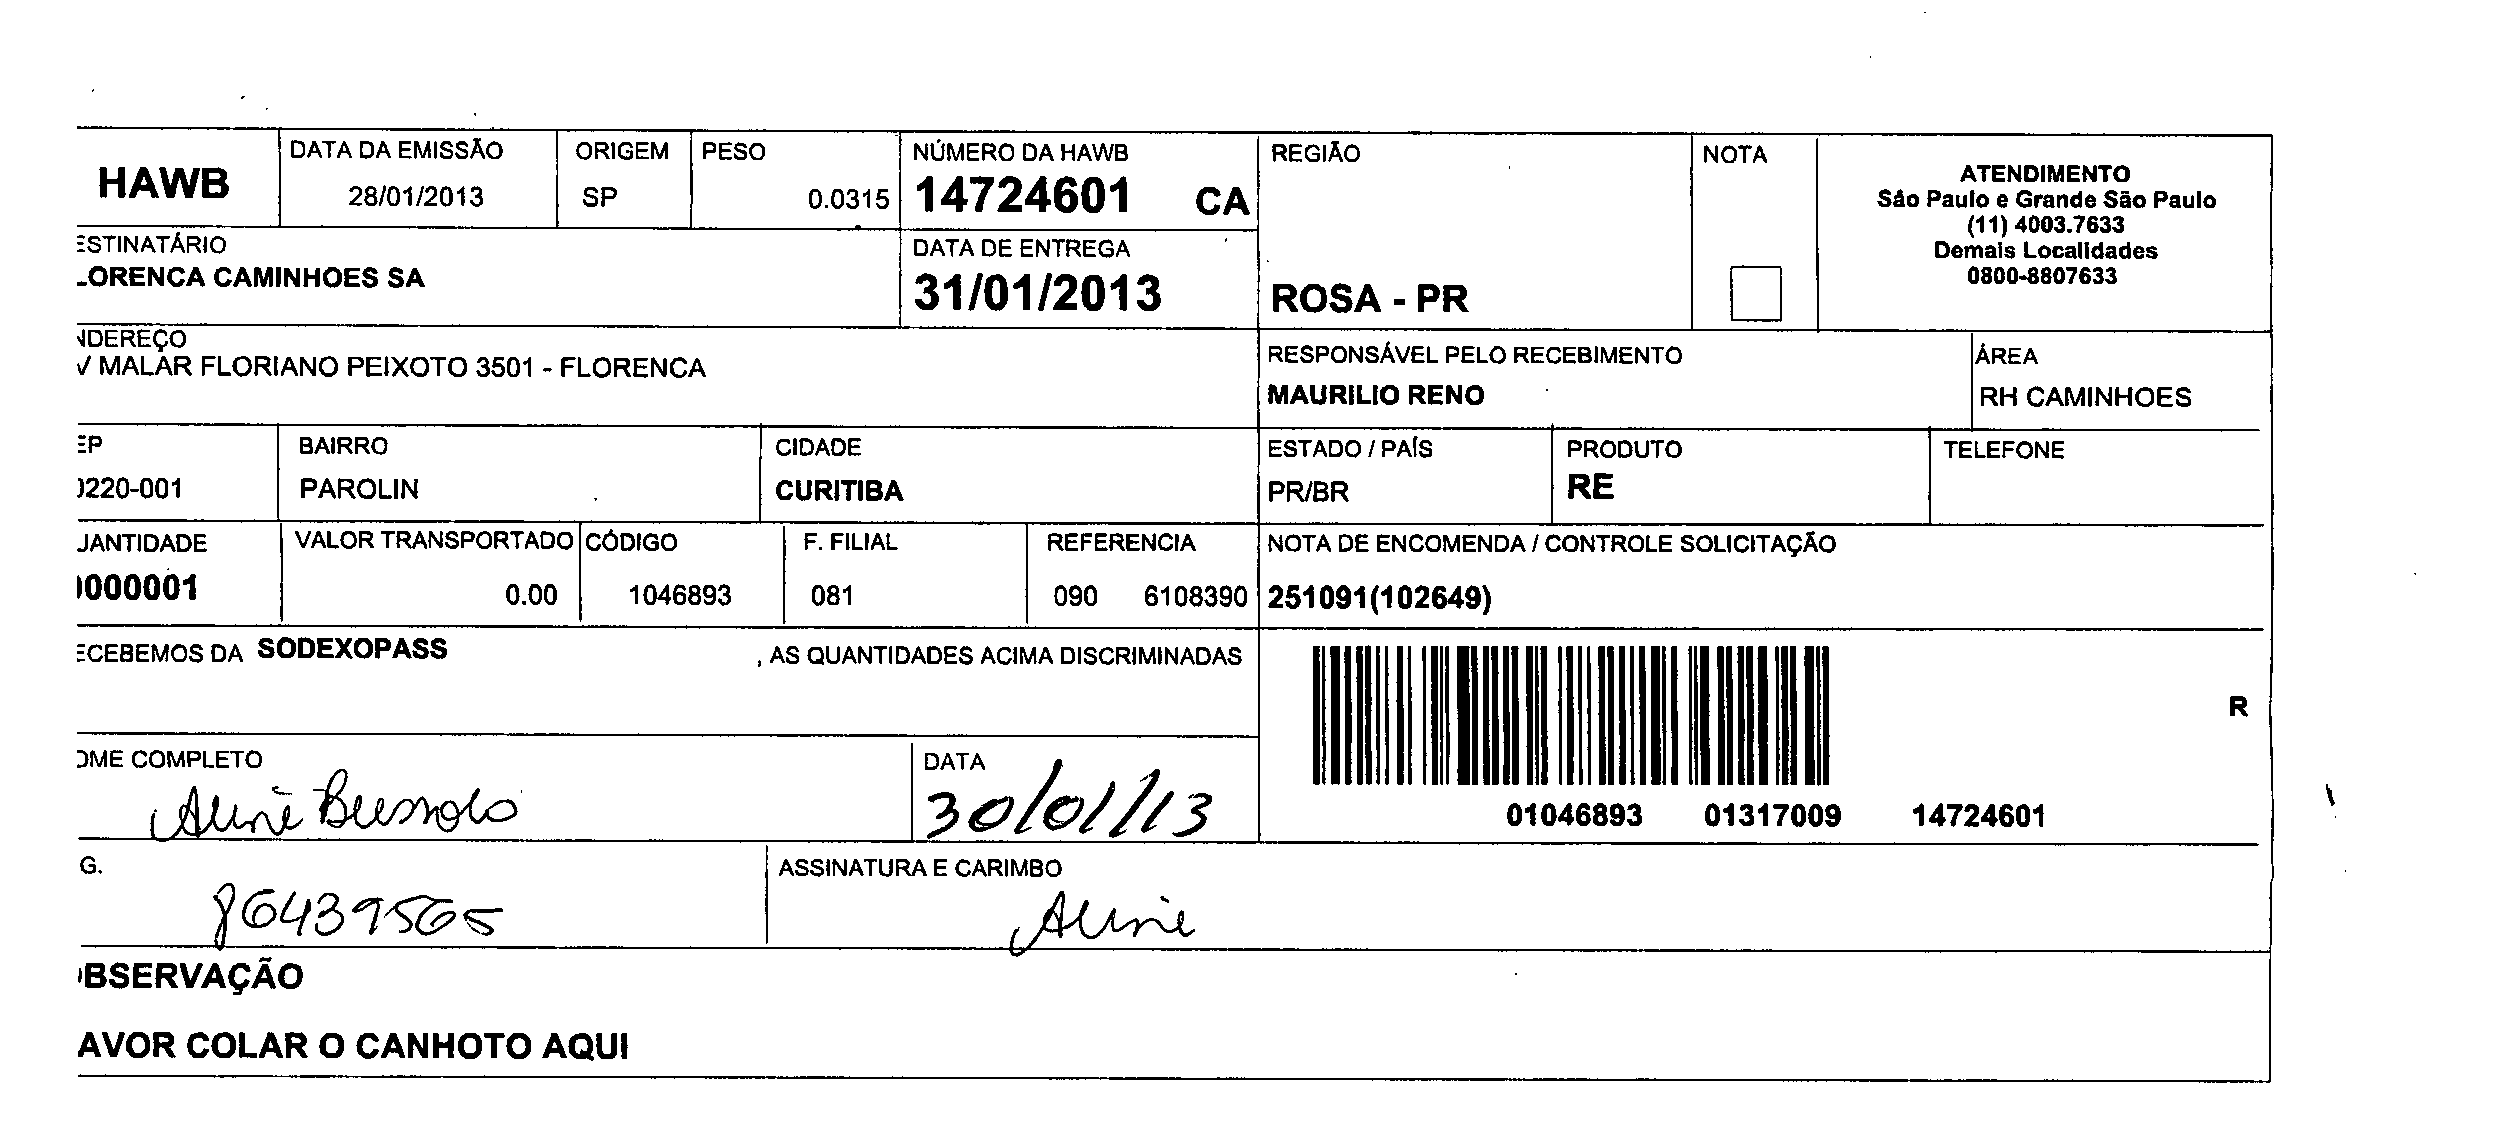 HAWB
DATA DA EMISSÃO
28/01/2013
ORIGEM
SP
PESO
0.0315
NÚMERO DA HAWB
14724601 CA
REGIÃO
ROSA - PR
NOTA
ATENDIMENTO
São Paulo e Grande São Paulo
(11) 4003.7633
Demais Localidades
0800-8807633
ESTINATÁRIO
LORENCA CAMINHOES SA
DATA DE ENTREGA
31/01/2013
NDEREÇO
V MALAR FLORIANO PEIXOTO 3501 - FLORENCA
RESPONSÁVEL PELO RECEBIMENTO
MAURILIO RENO
ÁREA
RH CAMINHOES
EP
0220-001
BAIRRO
PAROLIN
CIDADE
CURITIBA
ESTADO / PAÍS
PR/BR
PRODUTO
RE
TELEFONE
UANTIDADE
0000001
VALOR TRANSPORTADO
0.00
CÓDIGO
1046893
F. FILIAL
081
REFERENCIA
090 6108390
NOTA DE ENCOMENDA / CONTROLE SOLICITAÇÃO
251091(102649)
ECEBEMOS DA SODEXOPASS , AS QUANTIDADES ACIMA DISCRIMINADAS
R
01046893 01317009 14724601
OME COMPLETO
Aline
DATA
30/01/13
G.
86439565
ASSINATURA E CARIMBO
Aline
OBSERVAÇÃO
AVOR COLAR O CANHOTO AQUI